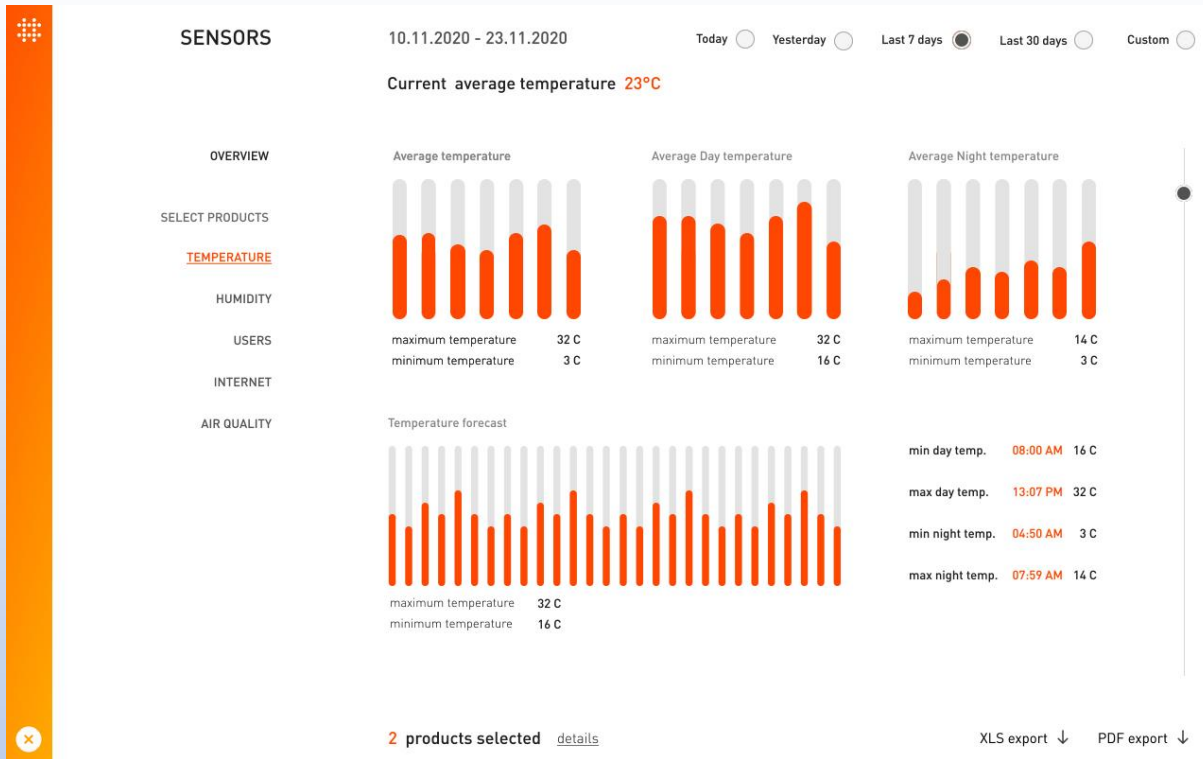 SENSORS
10.11.2020 - 23.11.2020
Today Yesterday Last 7 days Last 30 days Custom
Current average temperature 23°C
OVERVIEW
SELECT PRODUCTS
TEMPERATURE
HUMIDITY
USERS
INTERNET
AIR QUALITY
Average temperature
maximum temperature 32 C
minimum temperature 3 C
Average Day temperature
maximum temperature 32 C
minimum temperature 16 C
Average Night temperature
maximum temperature 14 C
minimum temperature 3 C
Temperature forecast
maximum temperature 32 C
minimum temperature 16 C
min day temp. 08:00 AM 16 C
max day temp. 13:07 PM 32 C
min night temp. 04:50 AM 3 C
max night temp. 07:59 AM 14 C
2 products selected details
XLS export ↓ PDF export ↓